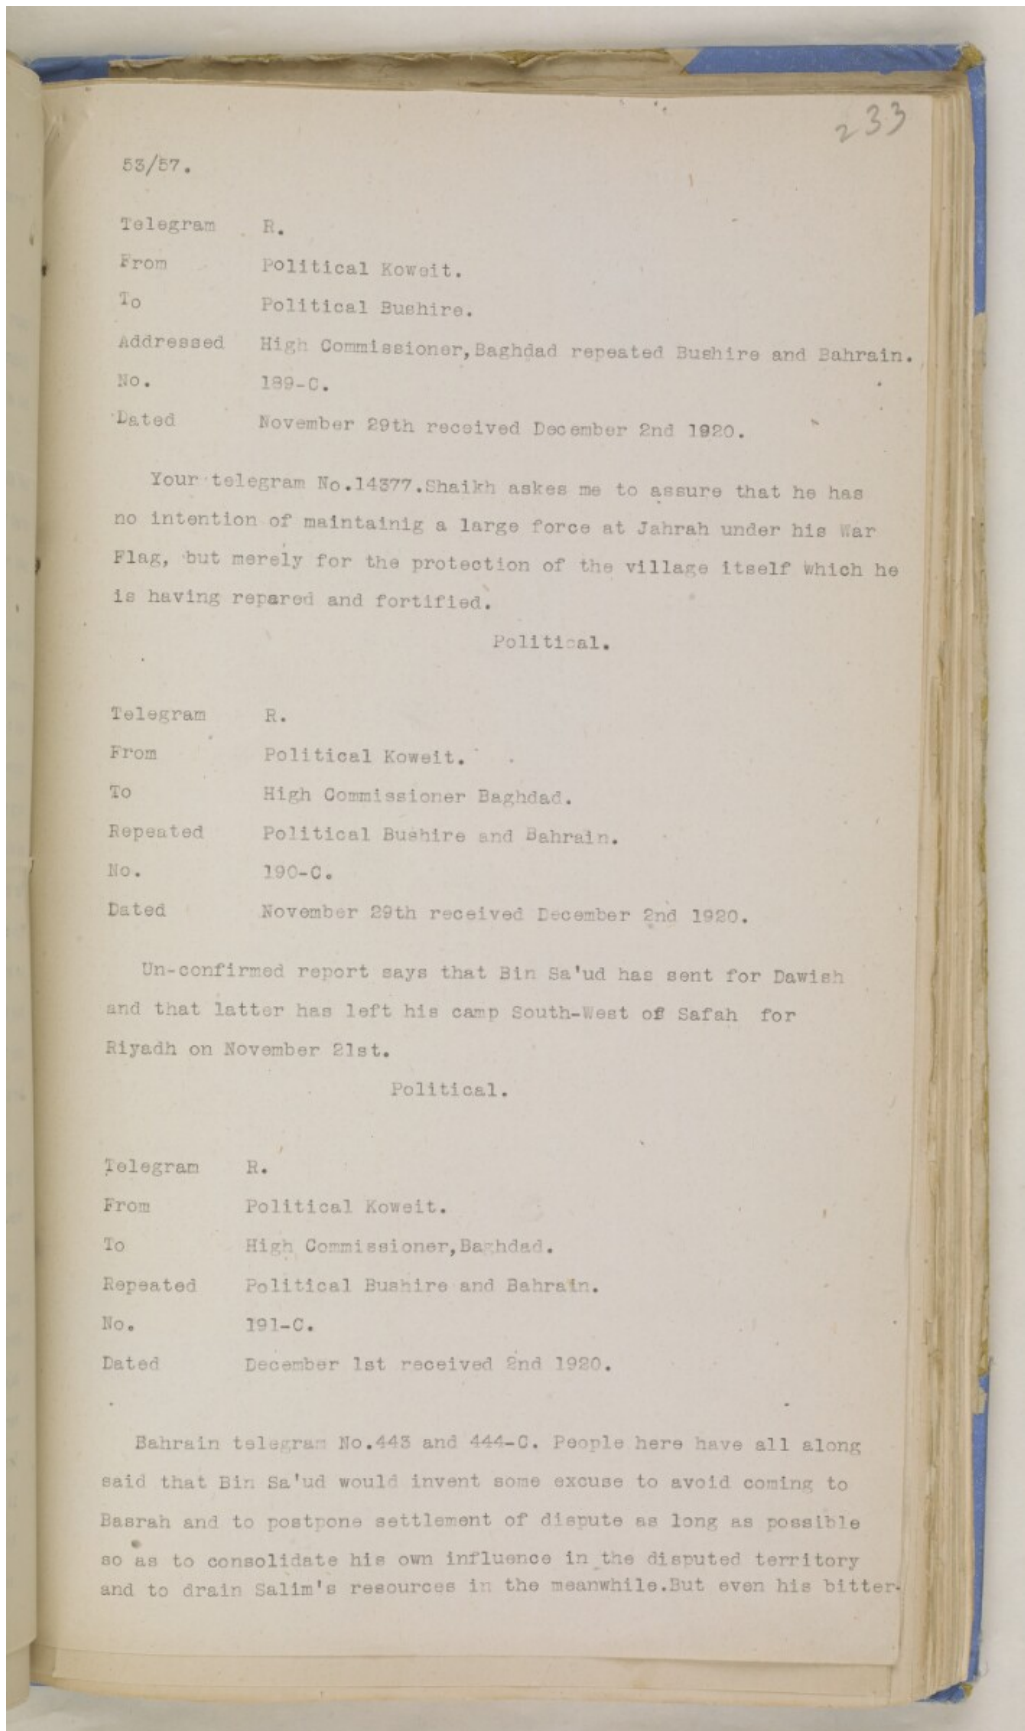 233
53/57.
Telegram R.
From Political Koweit.
To Political Bushire.
Addressed High Commissioner,Baghdad repeated Bushire and Bahrain.
No. 189-C.
Dated November 29th received December 2nd 1920.
Your telegram No.14377.Shaikh askes me to assure that he has
no intention of maintainig a large force at Jahrah under his War
Flag, but merely for the protection of the village itself which he
is having repared and fortified.
Political.
Telegram R.
From Political Koweit.
To High Commissioner Baghdad.
Repeated Political Bushire and Bahrain.
No. 190-C.
Dated November 29th received December 2nd 1920.
Un-confirmed report says that Bin Sa'ud has sent for Dawish
and that latter has left his camp South-West of Safah for
Riyadh on November 21st.
Political.
Telegram R.
From Political Koweit.
To High Commissioner,Baghdad.
Repeated Political Bushire and Bahrain.
No. 191-C.
Dated December 1st received 2nd 1920.
Bahrain telegram No.443 and 444-C. People here have all along
said that Bin Sa'ud would invent some excuse to avoid coming to
Basrah and to postpone settlement of dispute as long as possible
so as to consolidate his own influence in the disputed territory
and to drain Salim's resources in the meanwhile.But even his bitter-